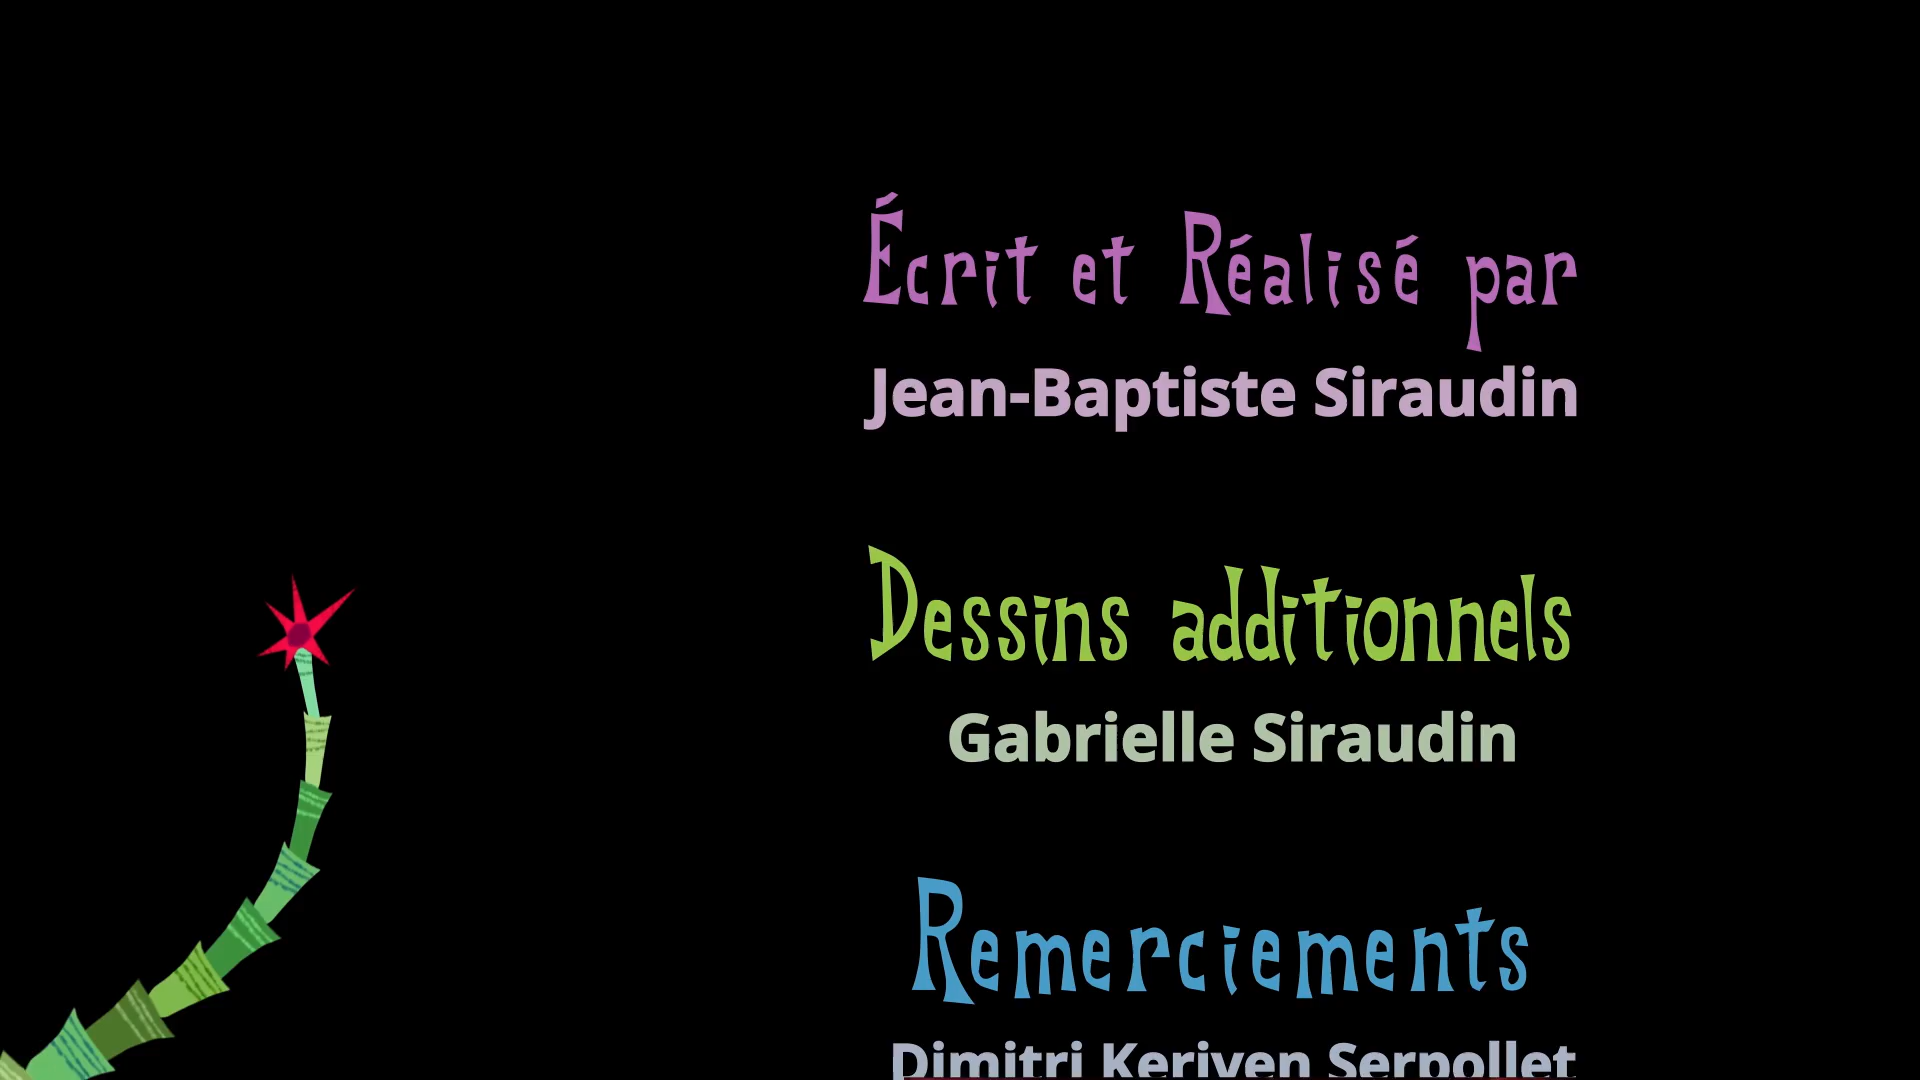 Écrit et Réalisé par
Jean-Baptiste Siraudin
Dessins additionnels
Gabrielle Siraudin
Remerciements
Dimitri Keriven Serpollet